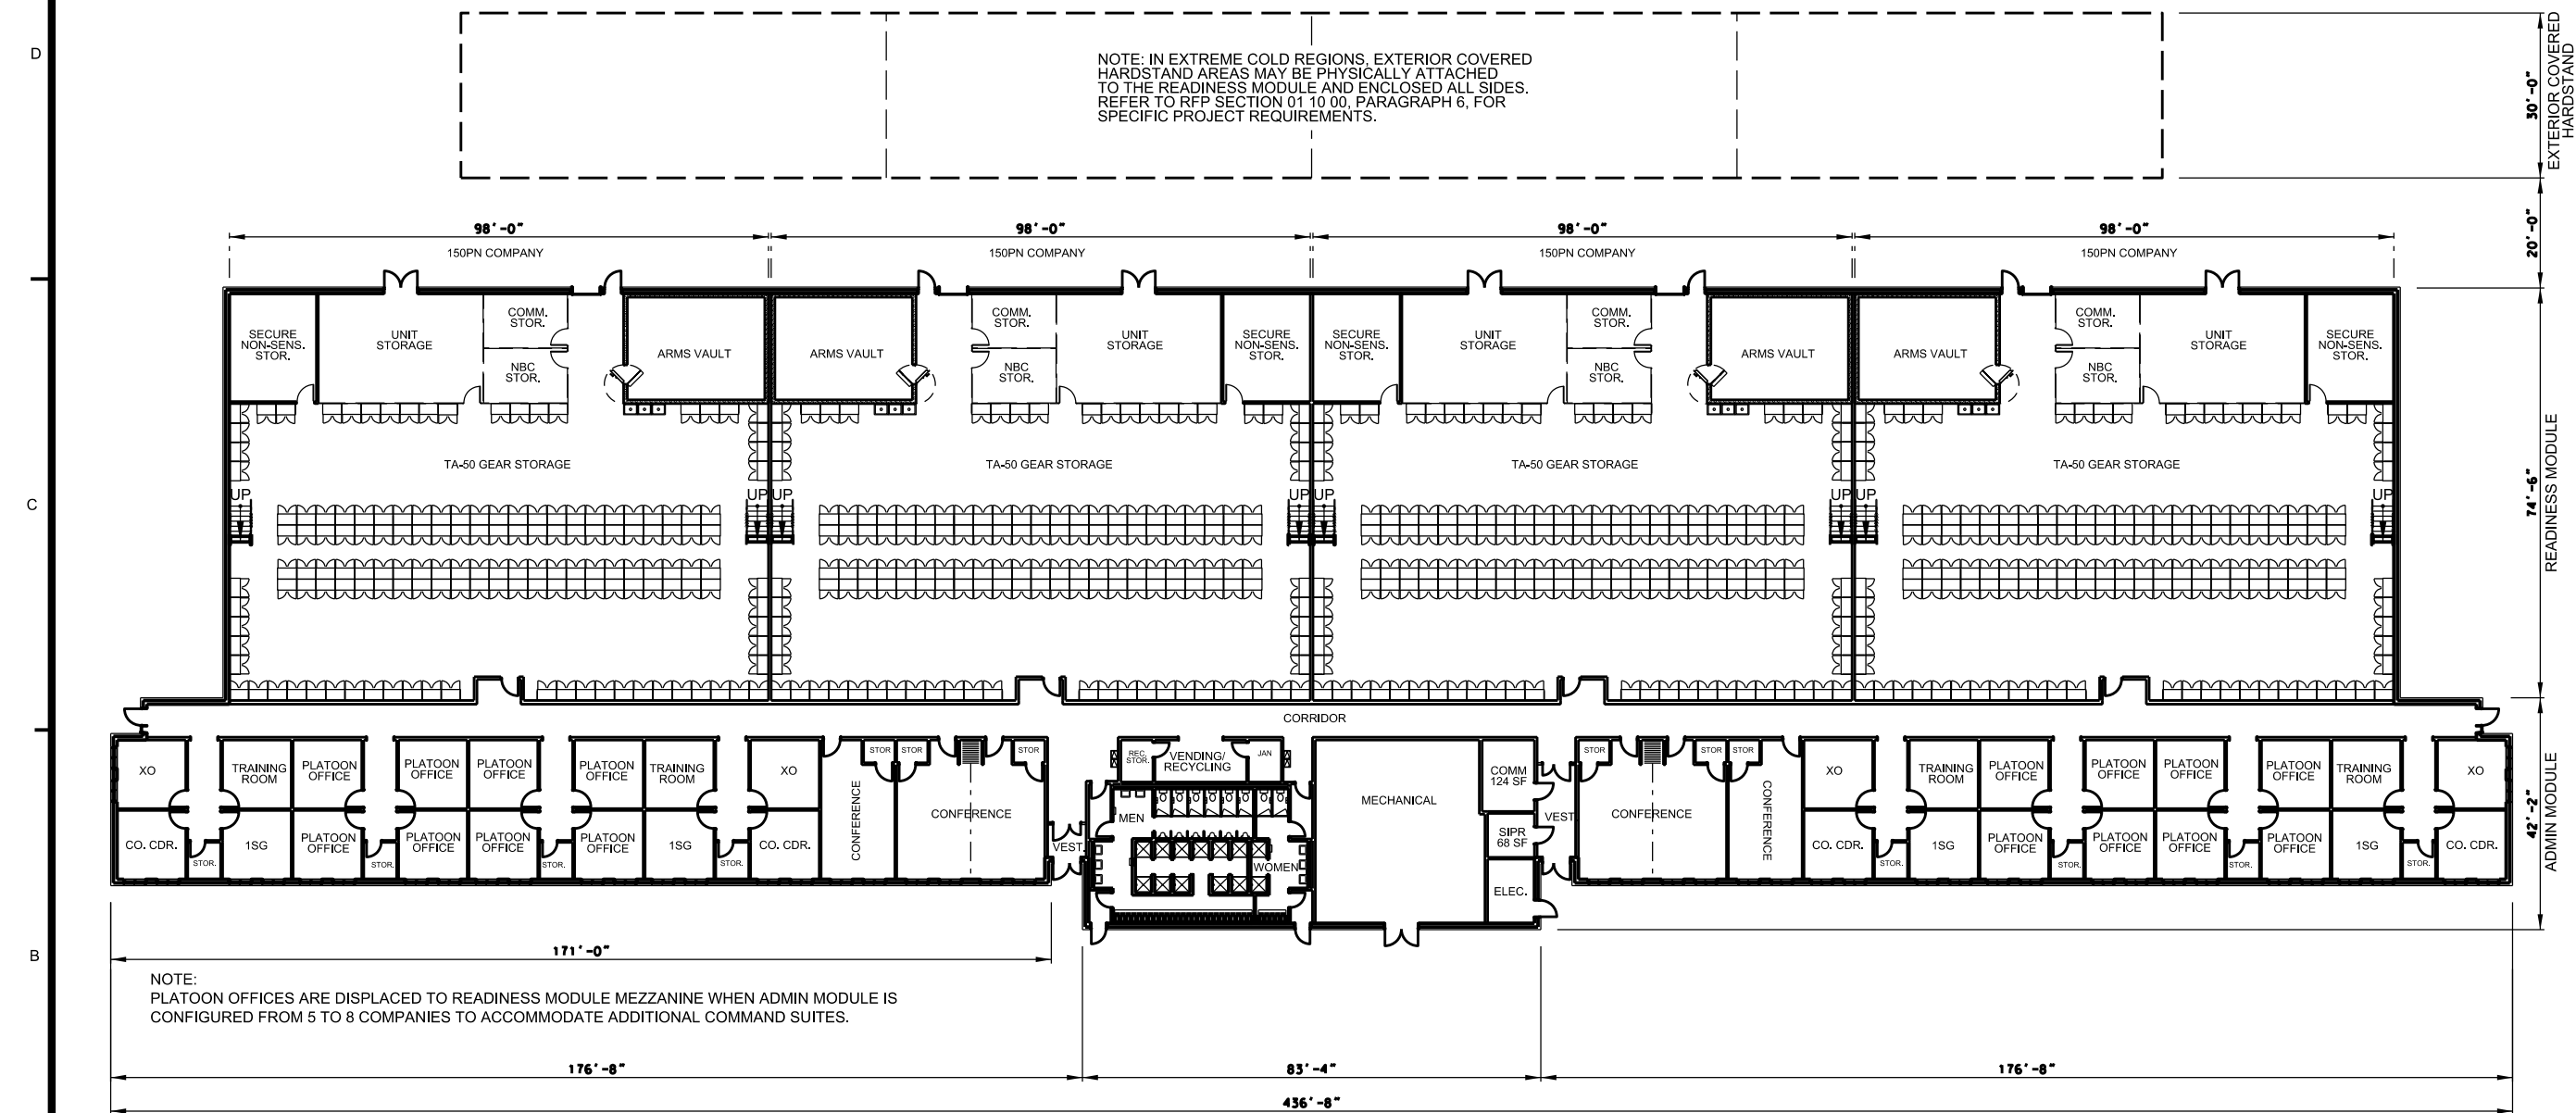 D
NOTE: IN EXTREME COLD REGIONS, EXTERIOR COVERED
HARDSTAND AREAS MAY BE PHYSICALLY ATTACHED
TO THE READINESS MODULE AND ENCLOSED ALL SIDES.
REFER TO RFP SECTION 01 10 00, PARAGRAPH 6, FOR
SPECIFIC PROJECT REQUIREMENTS.
30'-0"
EXTERIOR COVERED
HARDSTAND
20'-0"
98'-0"
98'-0"
98'-0"
98'-0"
150PN COMPANY
150PN COMPANY
150PN COMPANY
150PN COMPANY
SECURE
NON-SENS.
STOR.
UNIT
STORAGE
COMM.
STOR.
NBC
STOR.
ARMS VAULT
ARMS VAULT
COMM.
STOR.
NBC
STOR.
UNIT
STORAGE
SECURE
NON-SENS.
STOR.
SECURE
NON-SENS.
STOR.
UNIT
STORAGE
COMM.
STOR.
NBC
STOR.
ARMS VAULT
ARMS VAULT
COMM.
STOR.
NBC
STOR.
UNIT
STORAGE
SECURE
NON-SENS.
STOR.
TA-50 GEAR STORAGE
TA-50 GEAR STORAGE
TA-50 GEAR STORAGE
TA-50 GEAR STORAGE
C
UP
UP
UP
UP
UP
UP
UP
UP
74'-6"
READINESS MODULE
CORRIDOR
XO
TRAINING
ROOM
PLATOON
OFFICE
PLATOON
OFFICE
PLATOON
OFFICE
PLATOON
OFFICE
TRAINING
ROOM
XO
STOR
STOR
STOR
CO. CDR.
STOR.
1SG
PLATOON
OFFICE
STOR.
PLATOON
OFFICE
PLATOON
OFFICE
STOR.
PLATOON
OFFICE
1SG
STOR.
CO. CDR.
CONFERENCE
CONFERENCE
VEST.
REC.
STOR.
VENDING/
RECYCLING
JAN
MEN
WOMEN
MECHANICAL
COMM
124 SF
SIPR
68 SF
ELEC.
VEST.
STOR
STOR
STOR
CONFERENCE
CONFERENCE
XO
TRAINING
ROOM
PLATOON
OFFICE
PLATOON
OFFICE
PLATOON
OFFICE
PLATOON
OFFICE
TRAINING
ROOM
XO
CO. CDR.
STOR.
1SG
PLATOON
OFFICE
STOR.
PLATOON
OFFICE
PLATOON
OFFICE
STOR.
PLATOON
OFFICE
1SG
STOR.
CO. CDR.
42'-2"
ADMIN MODULE
B
171'-0"
NOTE:
PLATOON OFFICES ARE DISPLACED TO READINESS MODULE MEZZANINE WHEN ADMIN MODULE IS
CONFIGURED FROM 5 TO 8 COMPANIES TO ACCOMMODATE ADDITIONAL COMMAND SUITES.
176'-8"
83'-4"
176'-8"
436'-8"